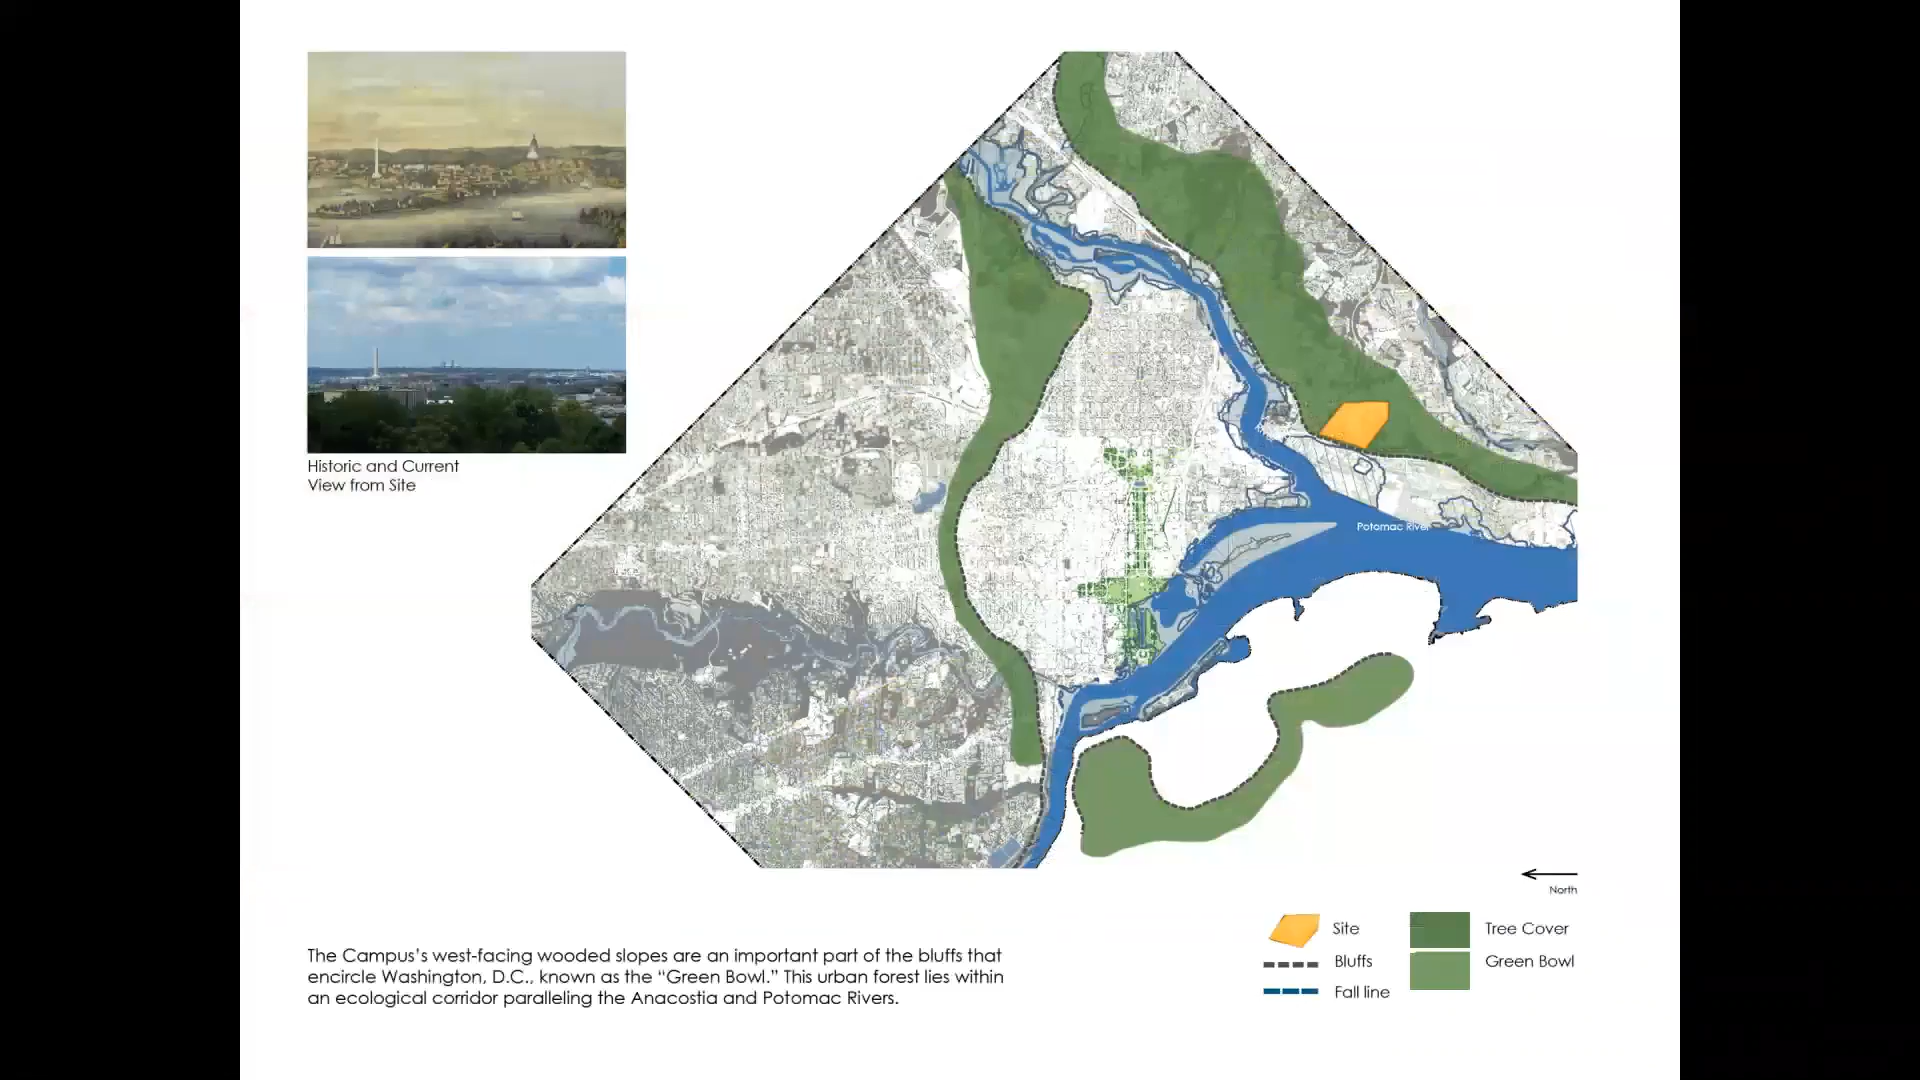 Historic and Current
View from Site
Potomac River
North
Site
Bluffs
Fall line
Tree Cover
Green Bowl
The Campus’s west-facing wooded slopes are an important part of the bluffs that
encircle Washington, D.C., known as the “Green Bowl.” This urban forest lies within
an ecological corridor paralleling the Anacostia and Potomac Rivers.